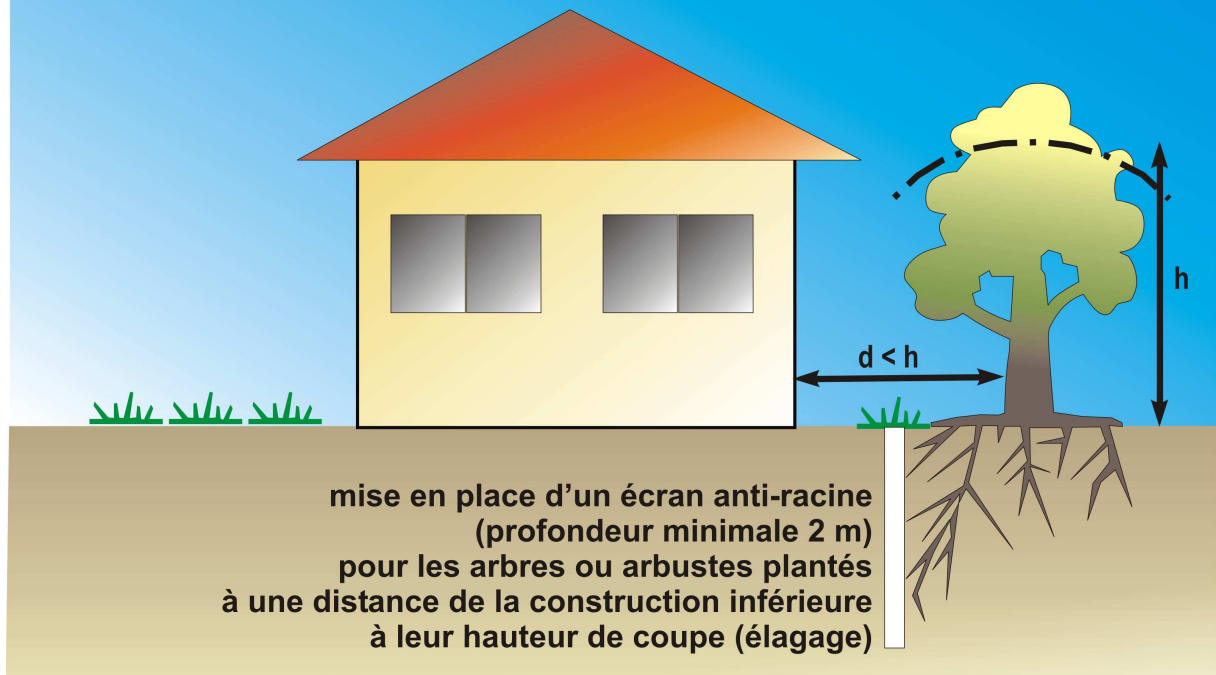 h
d < h
mise en place d’un écran anti-racine
(profondeur minimale 2 m)
pour les arbres ou arbustes plantés
à une distance de la construction inférieure
à leur hauteur de coupe (élagage)